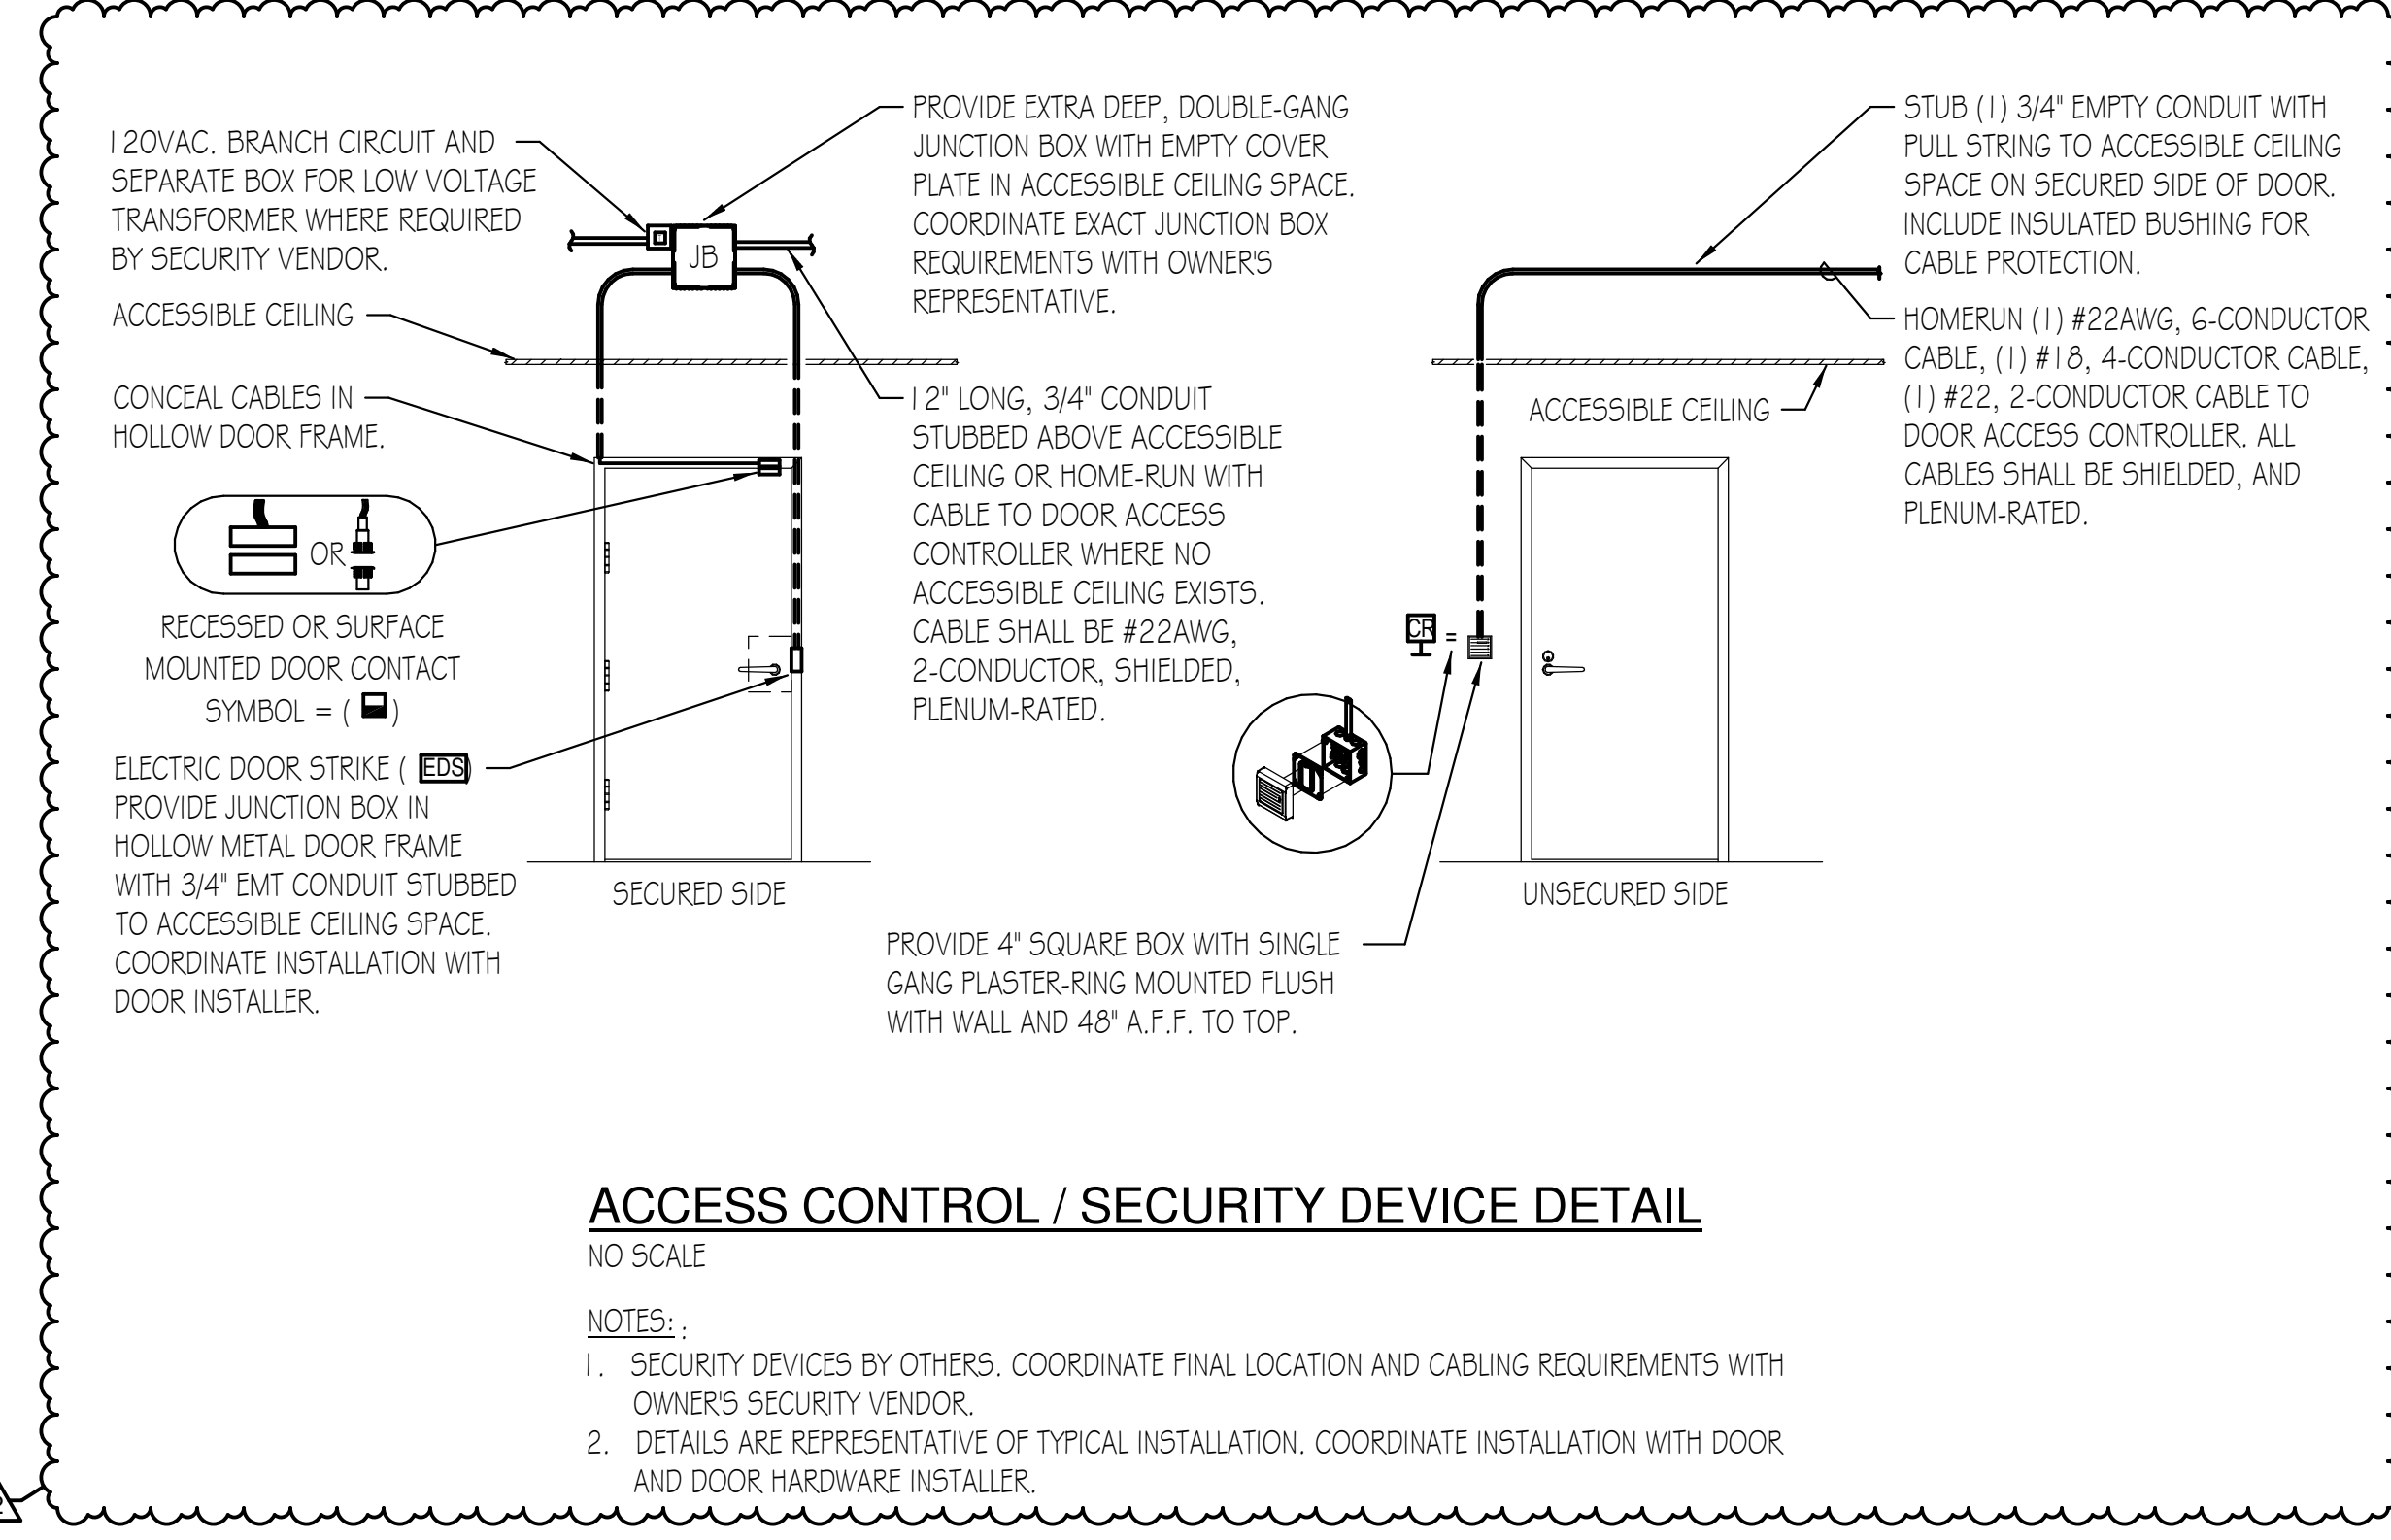 120VAC. BRANCH CIRCUIT AND
SEPARATE BOX FOR LOW VOLTAGE
TRANSFORMER WHERE REQUIRED
BY SECURITY VENDOR.
ACCESSIBLE CEILING
CONCEAL CABLES IN
HOLLOW DOOR FRAME.
OR
RECESSED OR SURFACE
MOUNTED DOOR CONTACT
SYMBOL = ( )
ELECTRIC DOOR STRIKE ( EDS)
PROVIDE JUNCTION BOX IN
HOLLOW METAL DOOR FRAME
WITH 3/4" EMT CONDUIT STUBBED
TO ACCESSIBLE CEILING SPACE.
COORDINATE INSTALLATION WITH
DOOR INSTALLER.
JB
SECURED SIDE
PROVIDE EXTRA DEEP, DOUBLE-GANG
JUNCTION BOX WITH EMPTY COVER
PLATE IN ACCESSIBLE CEILING SPACE.
COORDINATE EXACT JUNCTION BOX
REQUIREMENTS WITH OWNER'S
REPRESENTATIVE.
12" LONG, 3/4" CONDUIT
STUBBED ABOVE ACCESSIBLE
CEILING OR HOME-RUN WITH
CABLE TO DOOR ACCESS
CONTROLLER WHERE NO
ACCESSIBLE CEILING EXISTS.
CABLE SHALL BE #22AWG,
2-CONDUCTOR, SHIELDED,
PLENUM-RATED.
CR =
PROVIDE 4" SQUARE BOX WITH SINGLE
GANG PLASTER-RING MOUNTED FLUSH
WITH WALL AND 48" A.F.F. TO TOP.
ACCESSIBLE CEILING
UNSECURED SIDE
STUB (1) 3/4" EMPTY CONDUIT WITH
PULL STRING TO ACCESSIBLE CEILING
SPACE ON SECURED SIDE OF DOOR.
INCLUDE INSULATED BUSHING FOR
CABLE PROTECTION.
HOMERUN (1) #22AWG, 6-CONDUCTOR
CABLE, (1) #18, 4-CONDUCTOR CABLE,
(1) #22, 2-CONDUCTOR CABLE TO
DOOR ACCESS CONTROLLER. ALL
CABLES SHALL BE SHIELDED, AND
PLENUM-RATED.
ACCESS CONTROL / SECURITY DEVICE DETAIL
NO SCALE
NOTES: :
1. SECURITY DEVICES BY OTHERS. COORDINATE FINAL LOCATION AND CABLING REQUIREMENTS WITH
OWNER'S SECURITY VENDOR.
2. DETAILS ARE REPRESENTATIVE OF TYPICAL INSTALLATION. COORDINATE INSTALLATION WITH DOOR
AND DOOR HARDWARE INSTALLER.